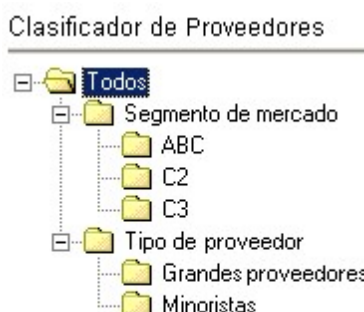 Clasificador de Proveedores
Todos
Segmento de mercado
ABC
C2
C3
Tipo de proveedor
Grandes proveedores
Minoristas